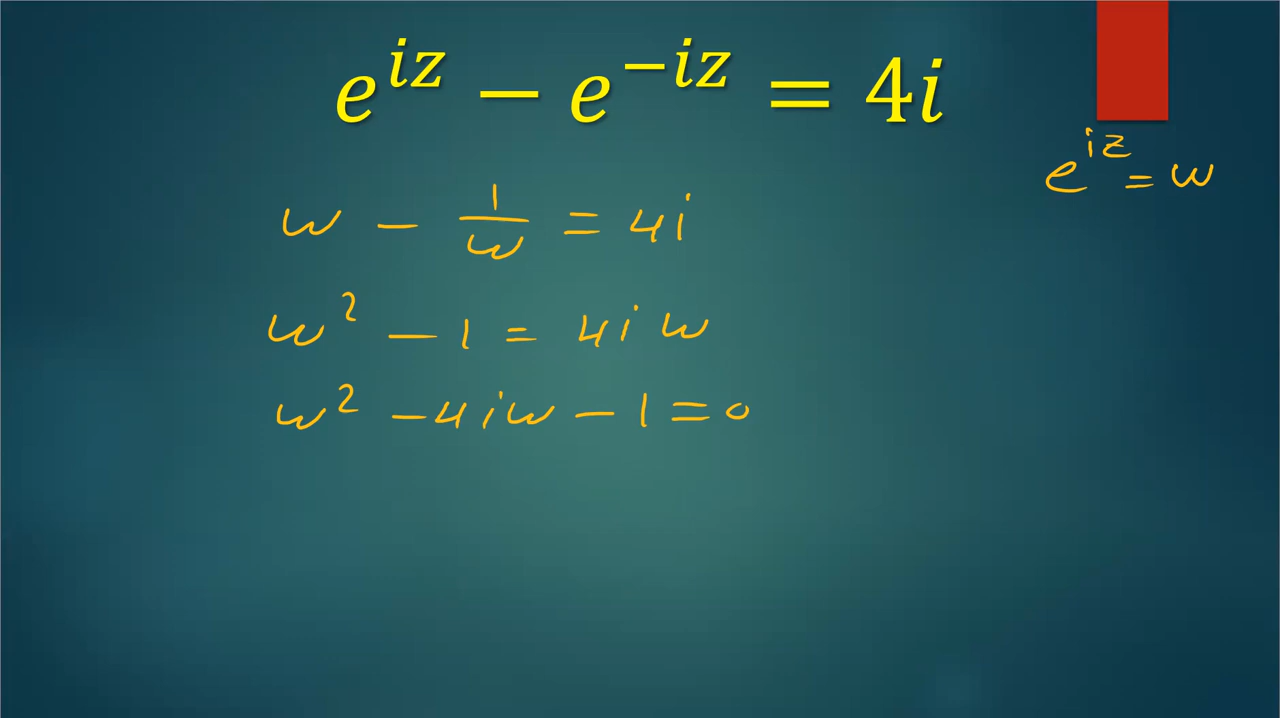 e^{iz} − e^{−iz} = 4i
e^{iz} = w
w − 1/w = 4i
w² − 1 = 4iw
w² − 4iw − 1 = 0